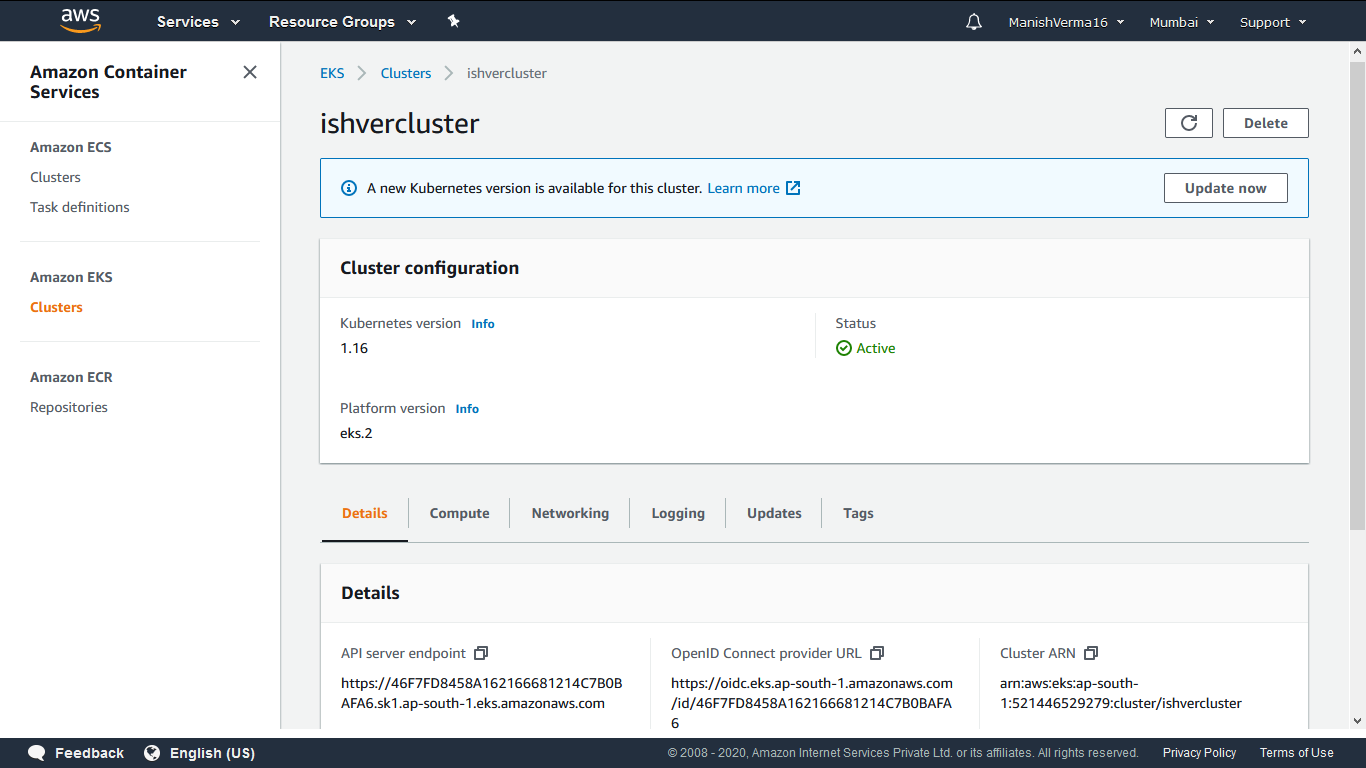 aws
Services
Resource Groups
ManishVerma16
Mumbai
Support
Amazon Container
Services
Amazon ECS
Clusters
Task definitions
Amazon EKS
Clusters
Amazon ECR
Repositories
EKS
Clusters
ishvercluster
ishvercluster
Delete
A new Kubernetes version is available for this cluster. Learn more
Update now
Cluster configuration
Kubernetes version Info
1.16
Status
Active
Platform version Info
eks.2
Details
Compute
Networking
Logging
Updates
Tags
Details
API server endpoint
https://46F7FD8458A162166681214C7B0B
AFA6.sk1.ap-south-1.eks.amazonaws.com
OpenID Connect provider URL
https://oidc.eks.ap-south-1.amazonaws.com
/id/46F7FD8458A162166681214C7B0BAFA
6
Cluster ARN
arn:aws:eks:ap-south-
1:521446529279:cluster/ishvercluster
Feedback
English (US)
© 2008 - 2020, Amazon Internet Services Private Ltd. or its affiliates. All rights reserved.
Privacy Policy
Terms of Use